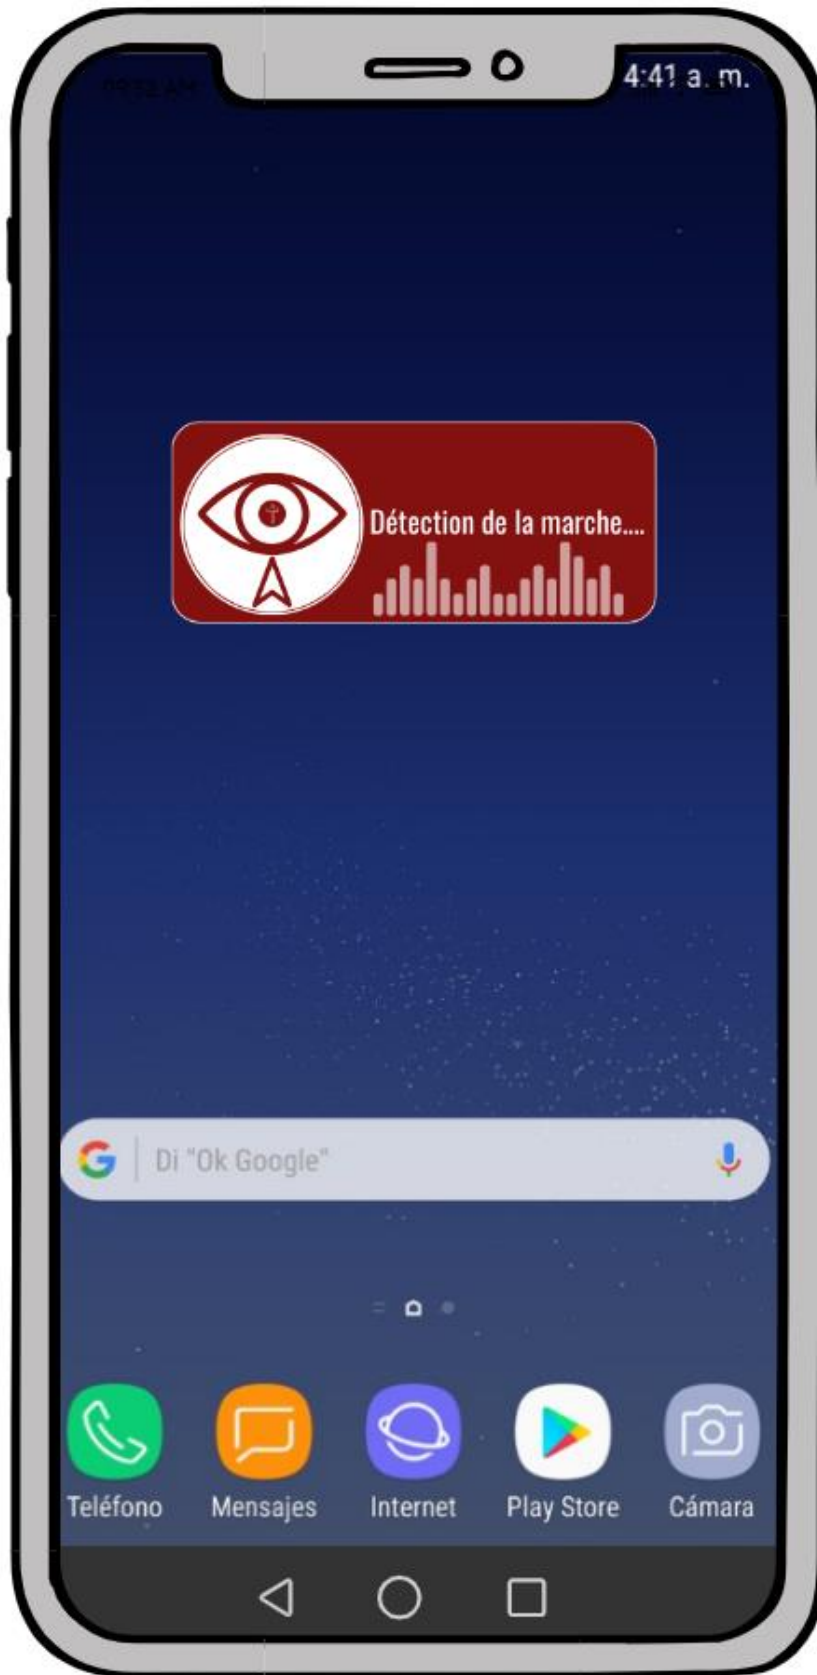 4:41 a. m.
Détection de la marche....
Di "Ok Google"
Teléfono Mensajes Internet Play Store Cámara